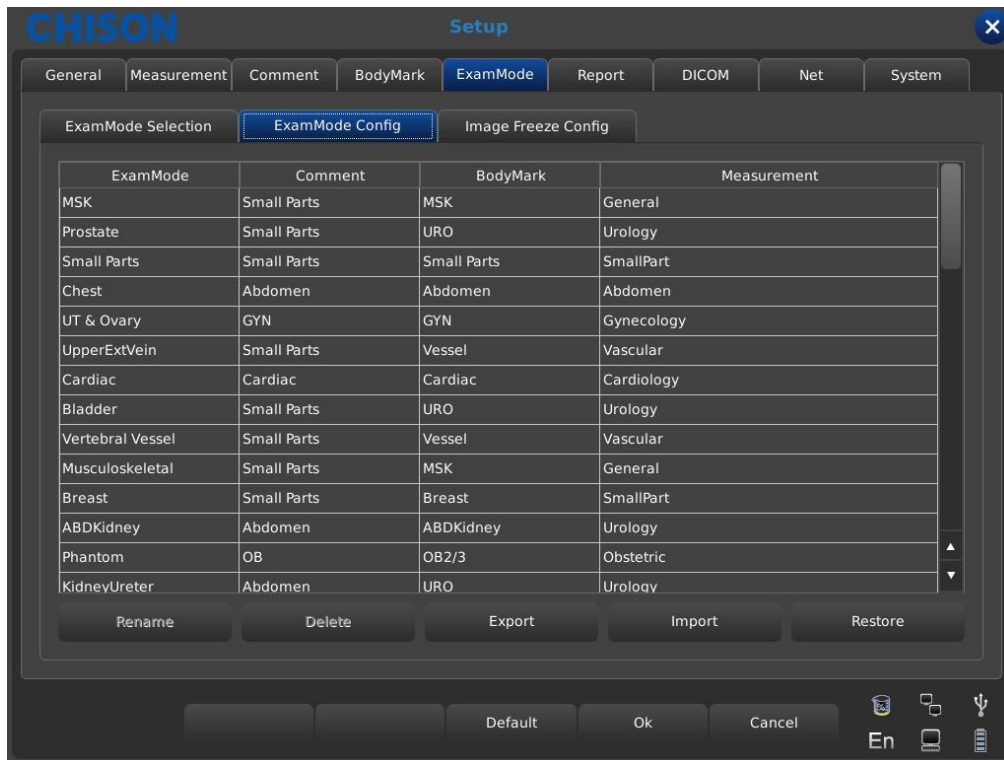 CHISON
Setup
General Measurement Comment BodyMark ExamMode Report DICOM Net System
ExamMode Selection ExamMode Config Image Freeze Config
ExamMode Comment BodyMark Measurement
MSK Small Parts MSK General
Prostate Small Parts URO Urology
Small Parts Small Parts Small Parts SmallPart
Chest Abdomen Abdomen Abdomen
UT & Ovary GYN GYN Gynecology
UpperExtVein Small Parts Vessel Vascular
Cardiac Cardiac Cardiac Cardiology
Bladder Small Parts URO Urology
Vertebral Vessel Small Parts Vessel Vascular
Musculoskeletal Small Parts MSK General
Breast Small Parts Breast SmallPart
ABDKidney Abdomen ABDKidney Urology
Phantom OB OB2/3 Obstetric
KidneyUreter Abdomen URO Urology
Rename Delete Export Import Restore
Default Ok Cancel
En